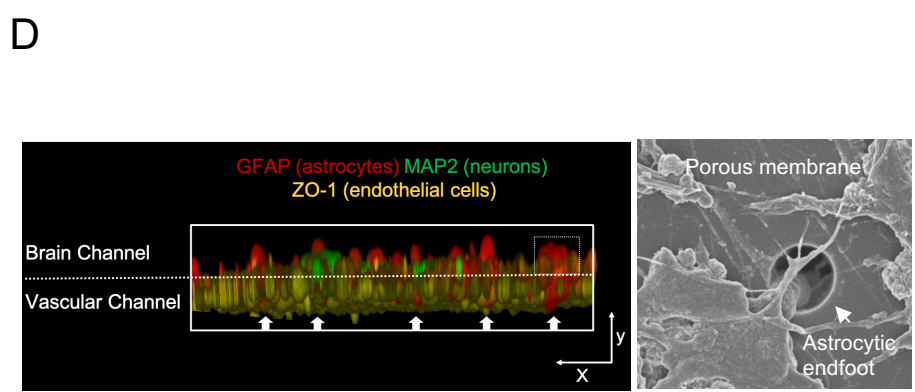 D
GFAP (astrocytes) MAP2 (neurons)
ZO-1 (endothelial cells)
Brain Channel
Vascular Channel
y
X
Porous membrane
Astrocytic
endfoot